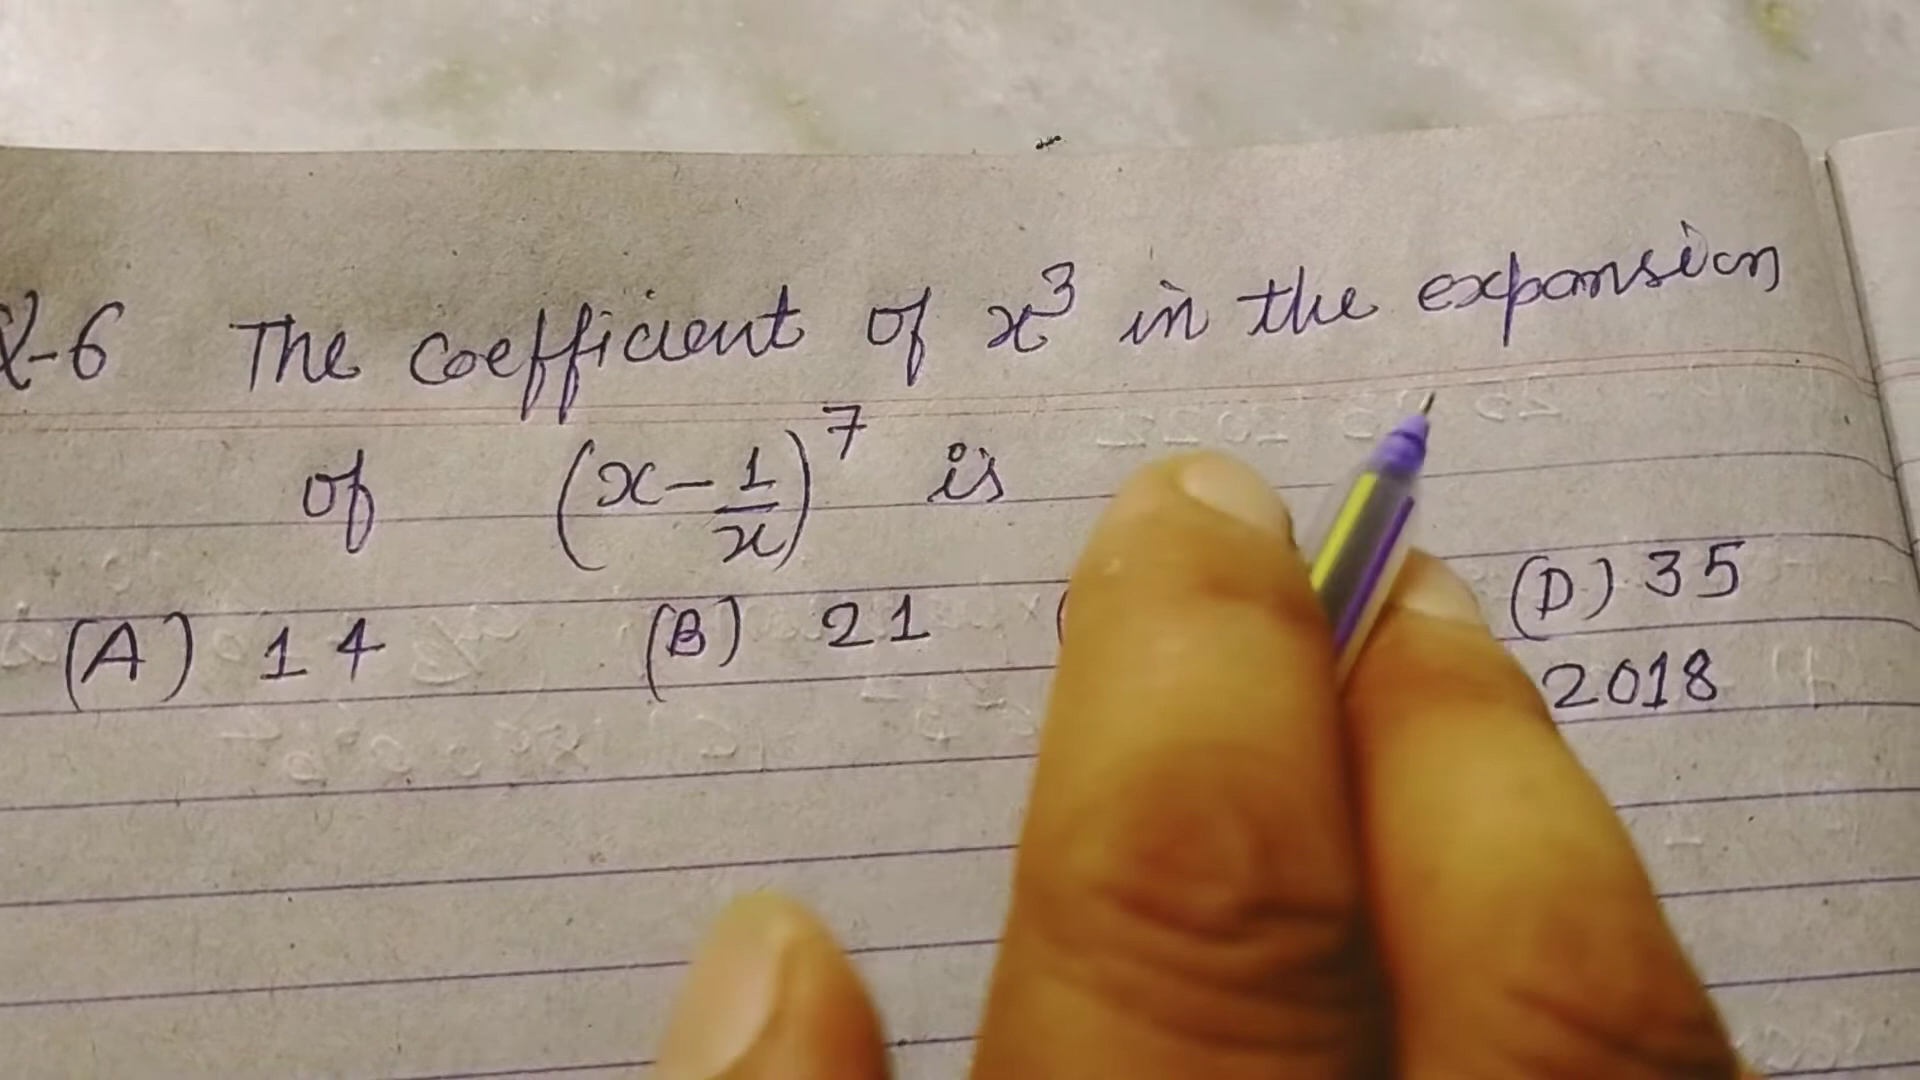 Q-6 The coefficient of x³ in the expansion
of (x - 1/x)⁷ is
(A) 14 (B) 21 ( (D) 35
2018